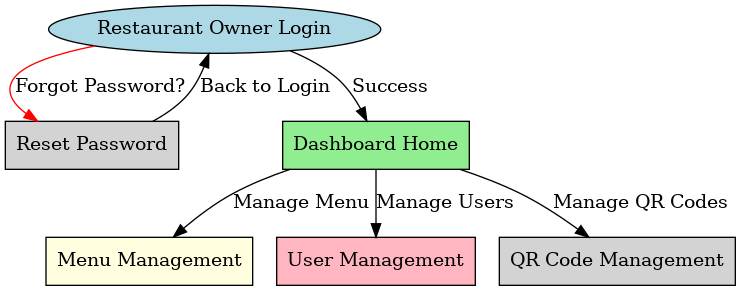 Restaurant Owner Login
Forgot Password?
Back to Login
Success
Reset Password
Dashboard Home
Manage Menu
Manage Users
Manage QR Codes
Menu Management
User Management
QR Code Management